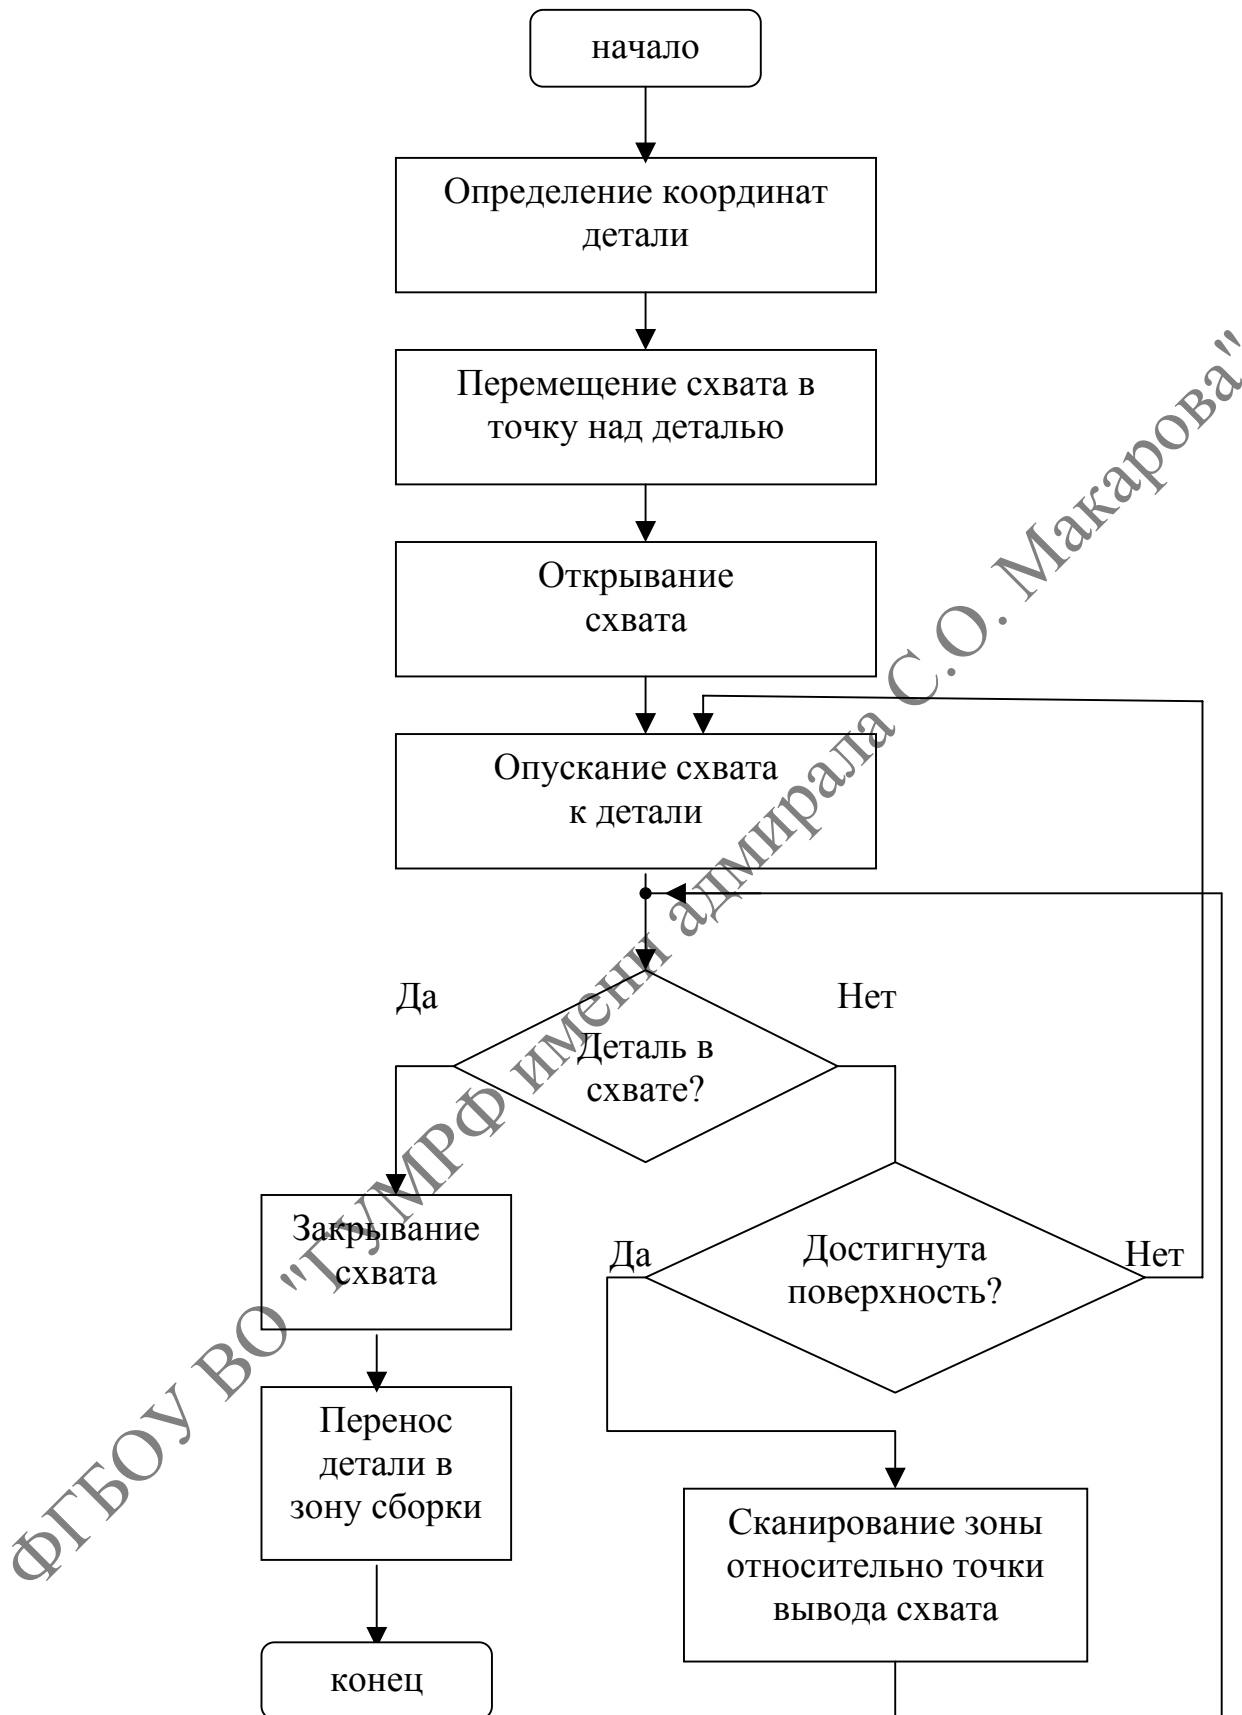 начало
Определение координат
детали
Перемещение схвата в
точку над деталью
Открывание
схвата
Опускание схвата
к детали
Да
Нет
Деталь в
схвате?
Закрывание
схвата
Да
Достигнута
поверхность?
Нет
Перенос
детали в
зону сборки
Сканирование зоны
относительно точки
вывода схвата
конец
ФГБОУ ВО "ГУМРФ имени адмирала С.О. Макарова"